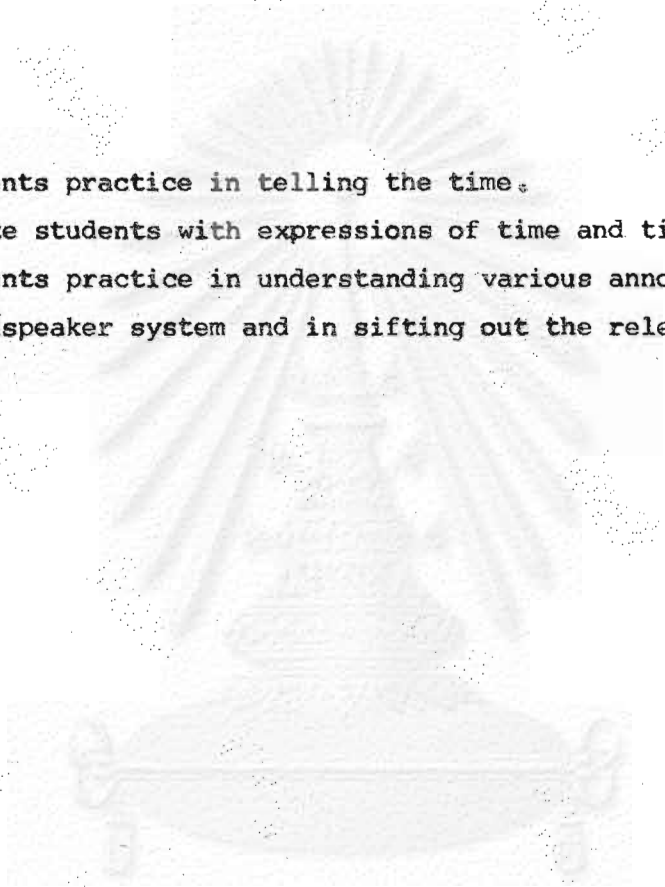 nts practice in telling the time.
e students with expressions of time and ti
nts practice in understanding various anno
speaker system and in sifting out the rele